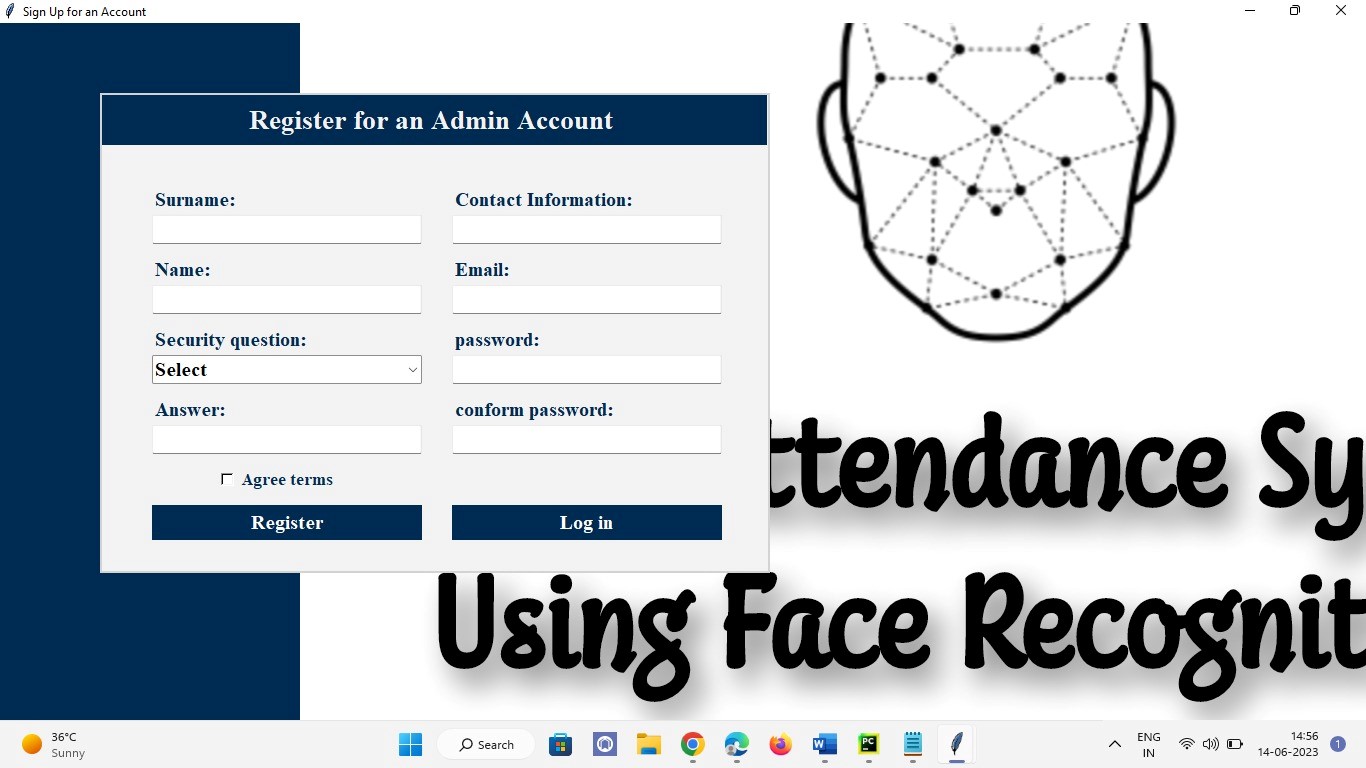 Sign Up for an Account
Register for an Admin Account
Surname:
Contact Information:
Name:
Email:
Security question:
password:
Select
Answer:
conform password:
Agree terms
Register
Log in
ttendance Sy
Using Face Recognit
36°C
Sunny
Search
PC
ENG
IN
14:56
14-06-2023
1